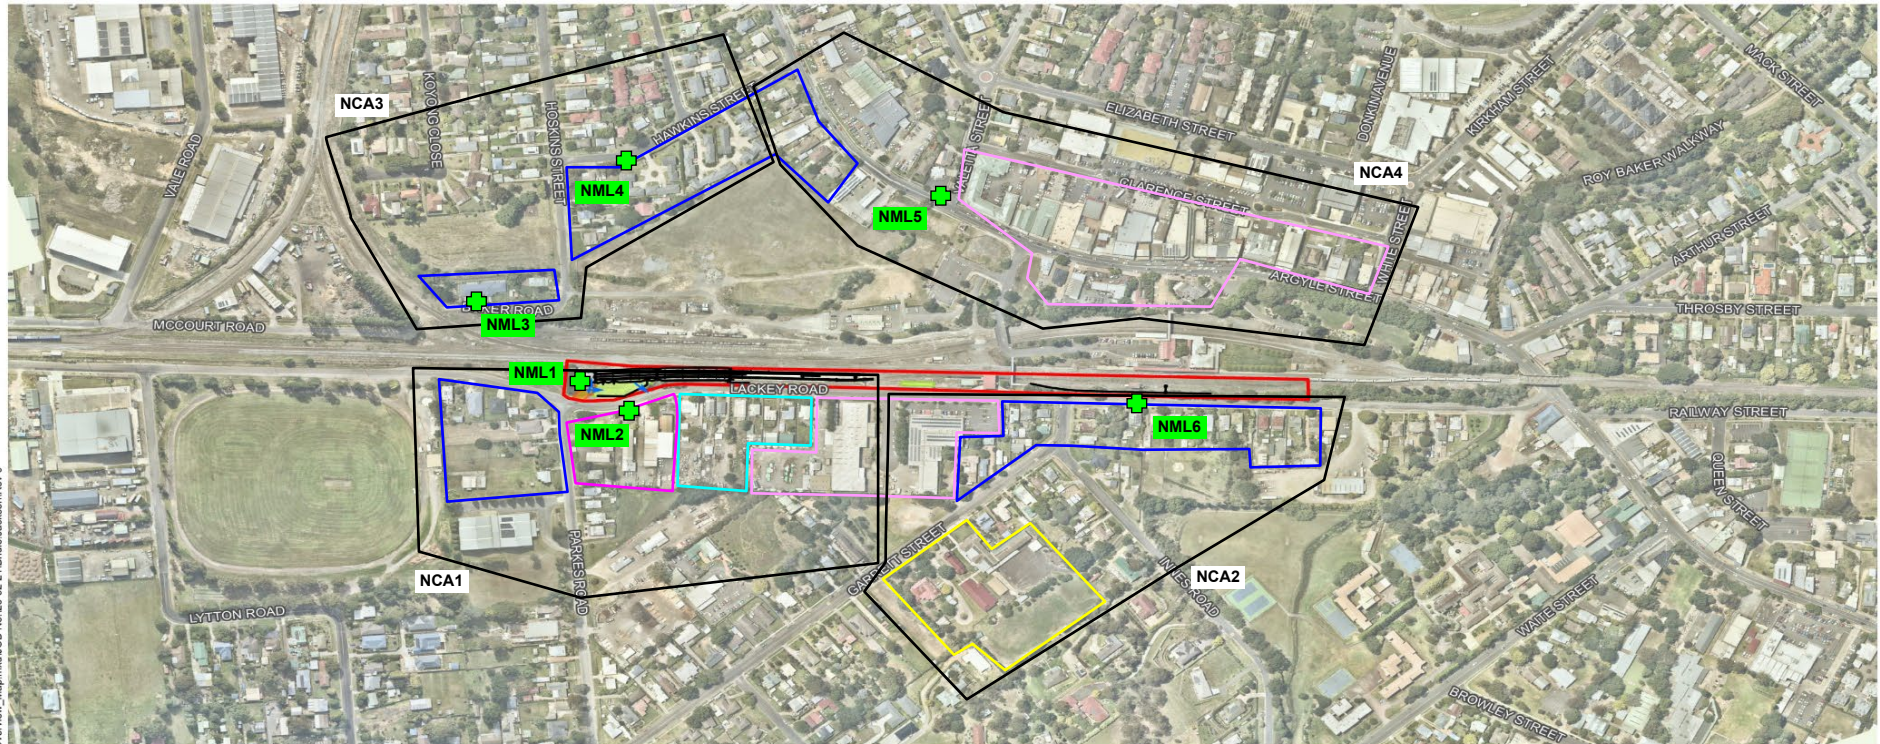 MACK STREET
DONKIN AVENUE
KIRKHAM STREET
KOYONG CLOSE
NCA3
HAWKINS STREET
HOSKINS STREET
ELIZABETH STREET
VALE ROAD
ROY BAKER WALKWAY
NML4
NCA4
CLARENCE STREET
VALETTA STREET
NML5
WHITE STREET
ARTHUR STREET
ARGYLE STREET
THROSBY STREET
NML3
MCCOURT ROAD
NML1
LACKEY ROAD
NML2
NML6
RAILWAY STREET
QUEEN STREET
PARKES ROAD
GARRETT STREET
INNES ROAD
NCA1
NCA2
LYTTON ROAD
WAITE STREET
BROWLEY STREET